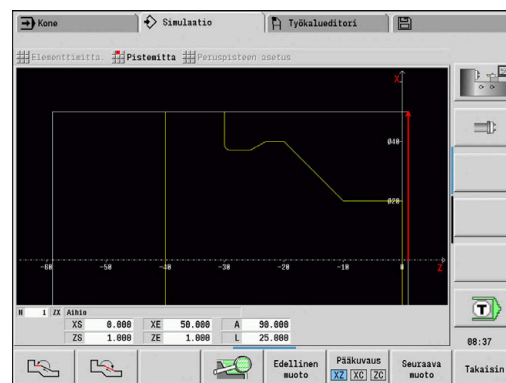 Kone
Simulaatio
Työkalueditori
Elementtimitta.
Pistemitta
Peruspisteen asetus
X
Ø40
Ø20
-60 -50 -40 -30 -20 -10 0 Z
N 1 ZX Aihio
XS 0.000 XE 50.000 A 90.000
ZS 1.000 ZE 1.000 L 25.000
T
08:37
Edellinen muoto
Pääkuvaus
XZ XC ZC
Seuraava muoto
Takaisin